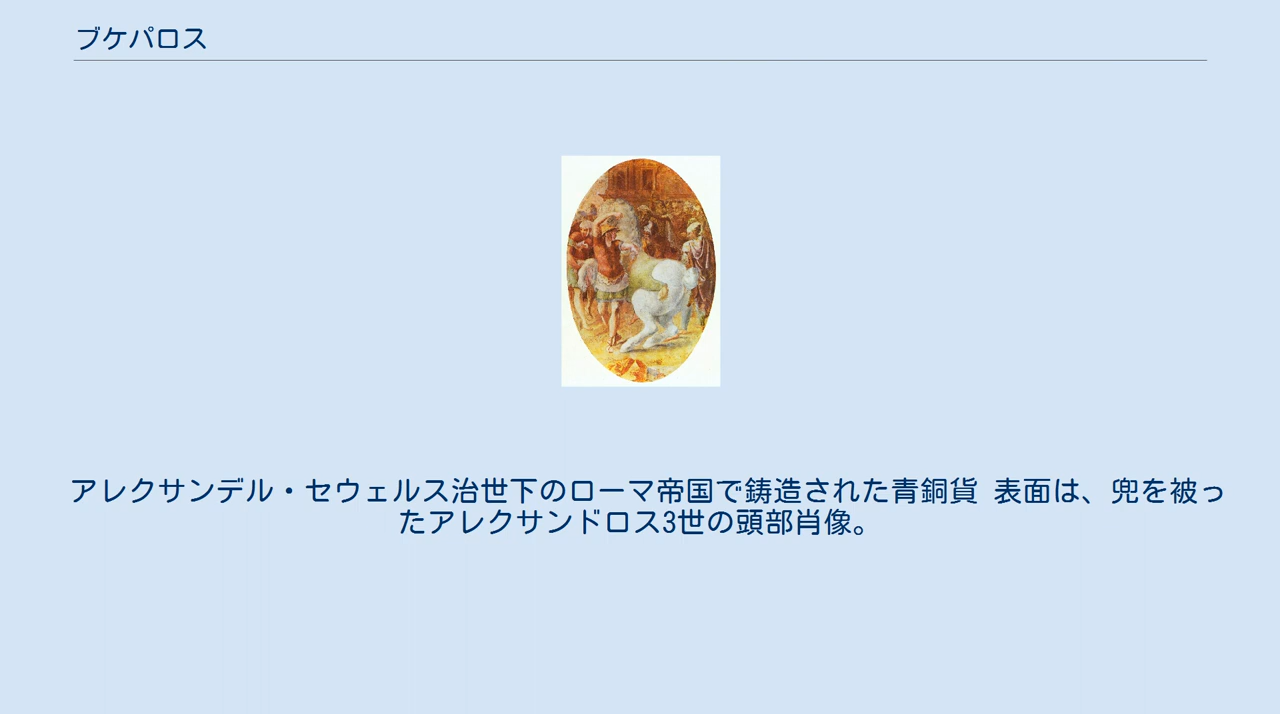 ブケパロス
アレクサンデル・セウェルス治世下のローマ帝国で鋳造された青銅貨 表面は、兜を被っ
たアレクサンドロス3世の頭部肖像。